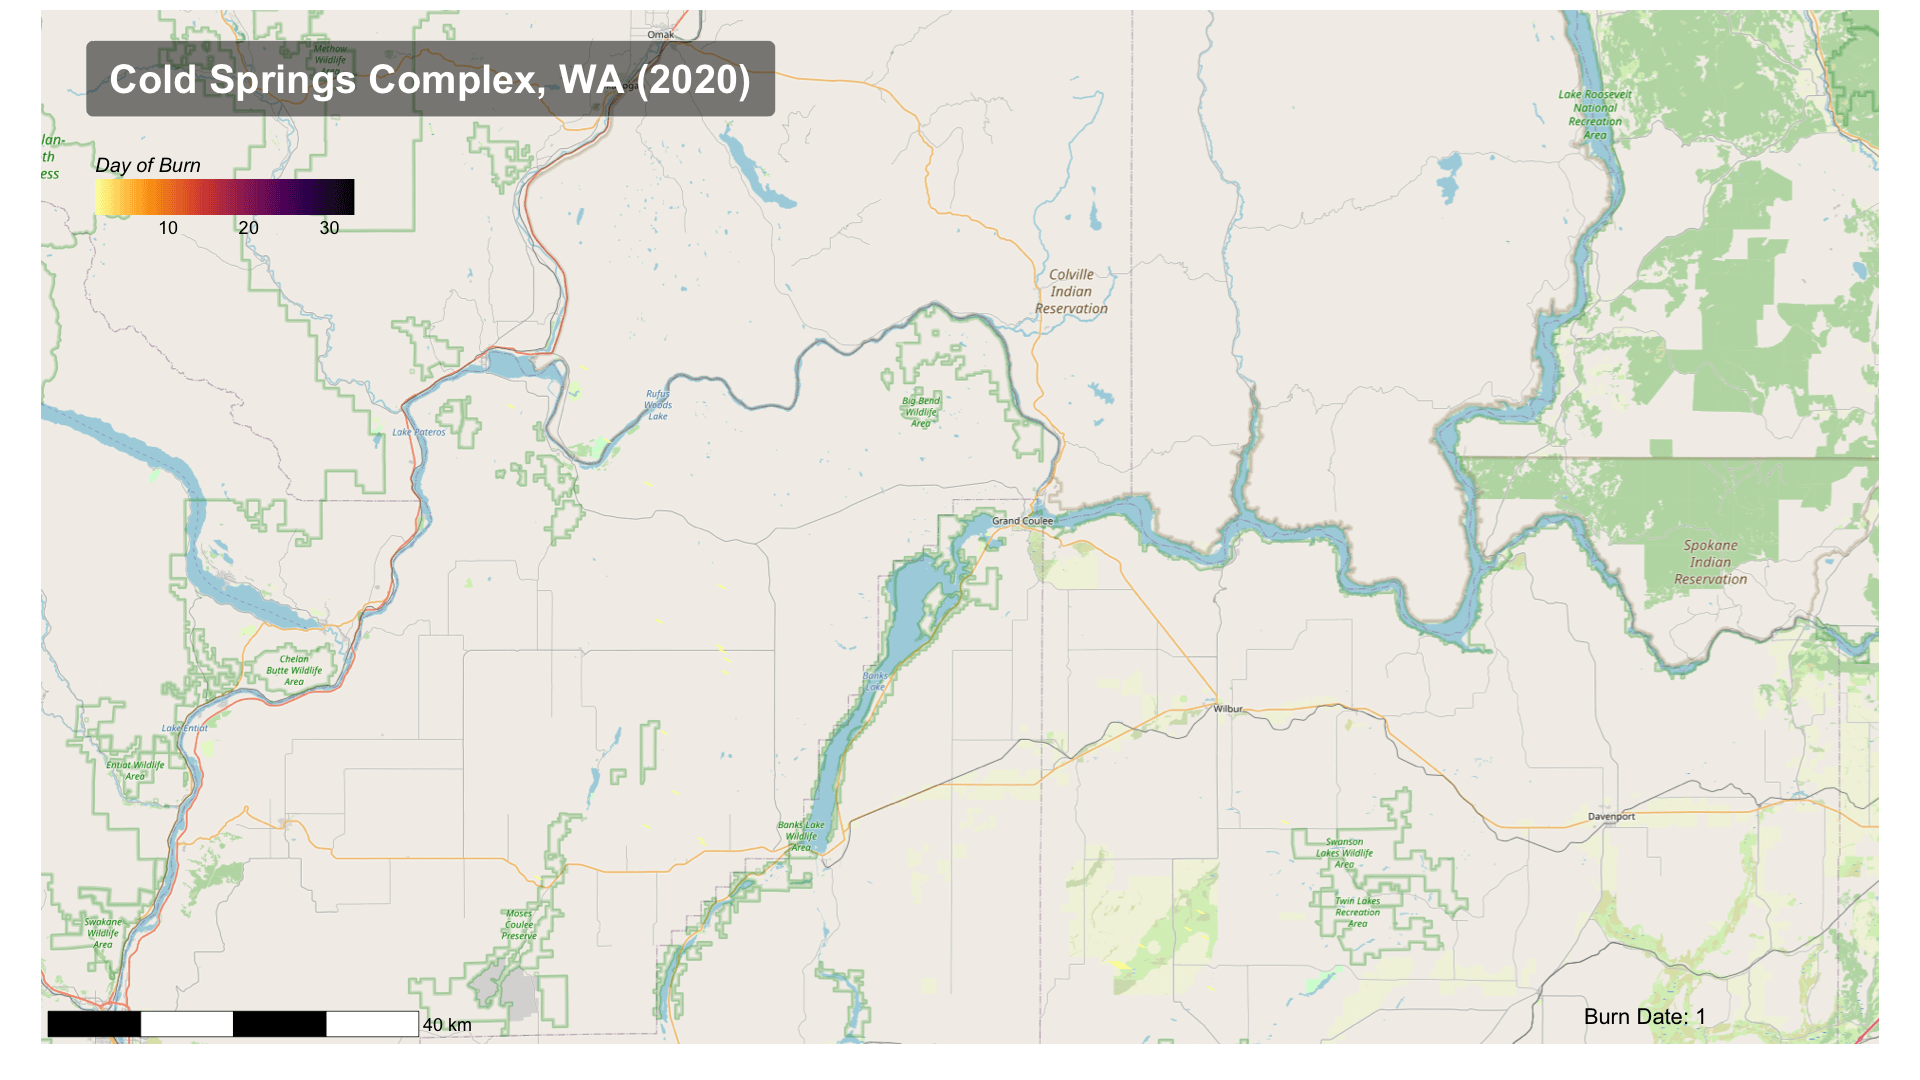 Omak
Methow
Wildlife
Area
Cold Springs Complex, WA (2020)
Lake Roosevelt
National
Recreation
Area
lan-
th
ess
Day of Burn
10
20
30
Colville
Indian
Reservation
Rufus
Woods
Lake
Big Bend
Wildlife
Area
Lake Pateros
Grand Coulee
Spokane
Indian
Reservation
Chelan
Butte Wildlife
Area
Banks
Lake
Wilbur
Lake Entiat
Entiat Wildlife
Area
Davenport
Banks Lake
Wildlife
Area
Swanson
Lakes Wildlife
Area
Twin Lakes
Recreation
Area
Moses
Coulee
Preserve
Swakane
Wildlife
Area
40 km
Burn Date: 1